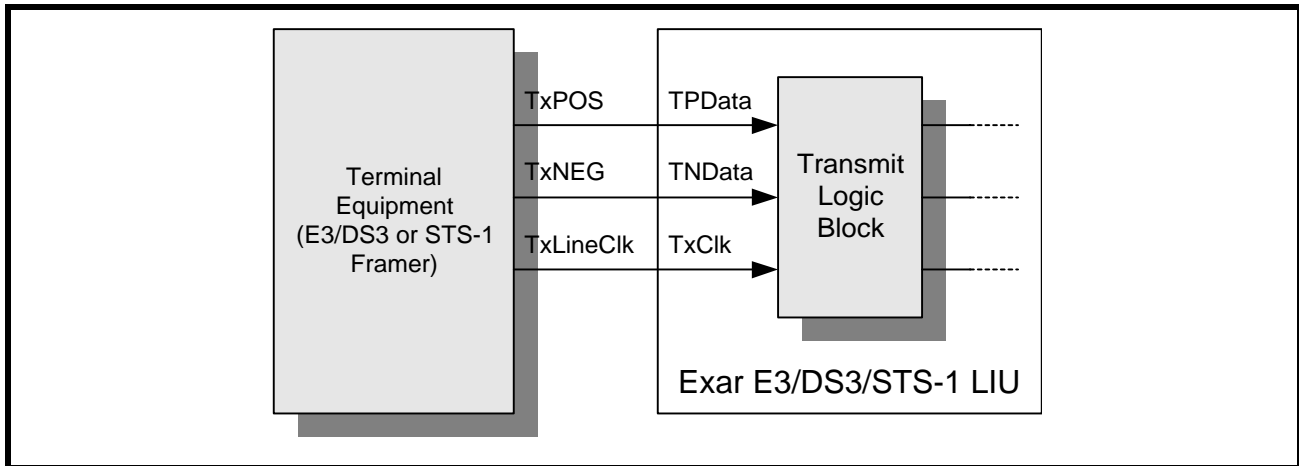 TxPOS
TPData
TxNEG
TNData
TxLineClk
TxClk
Terminal
Equipment
(E3/DS3 or STS-1
Framer)
Transmit
Logic
Block
Exar E3/DS3/STS-1 LIU